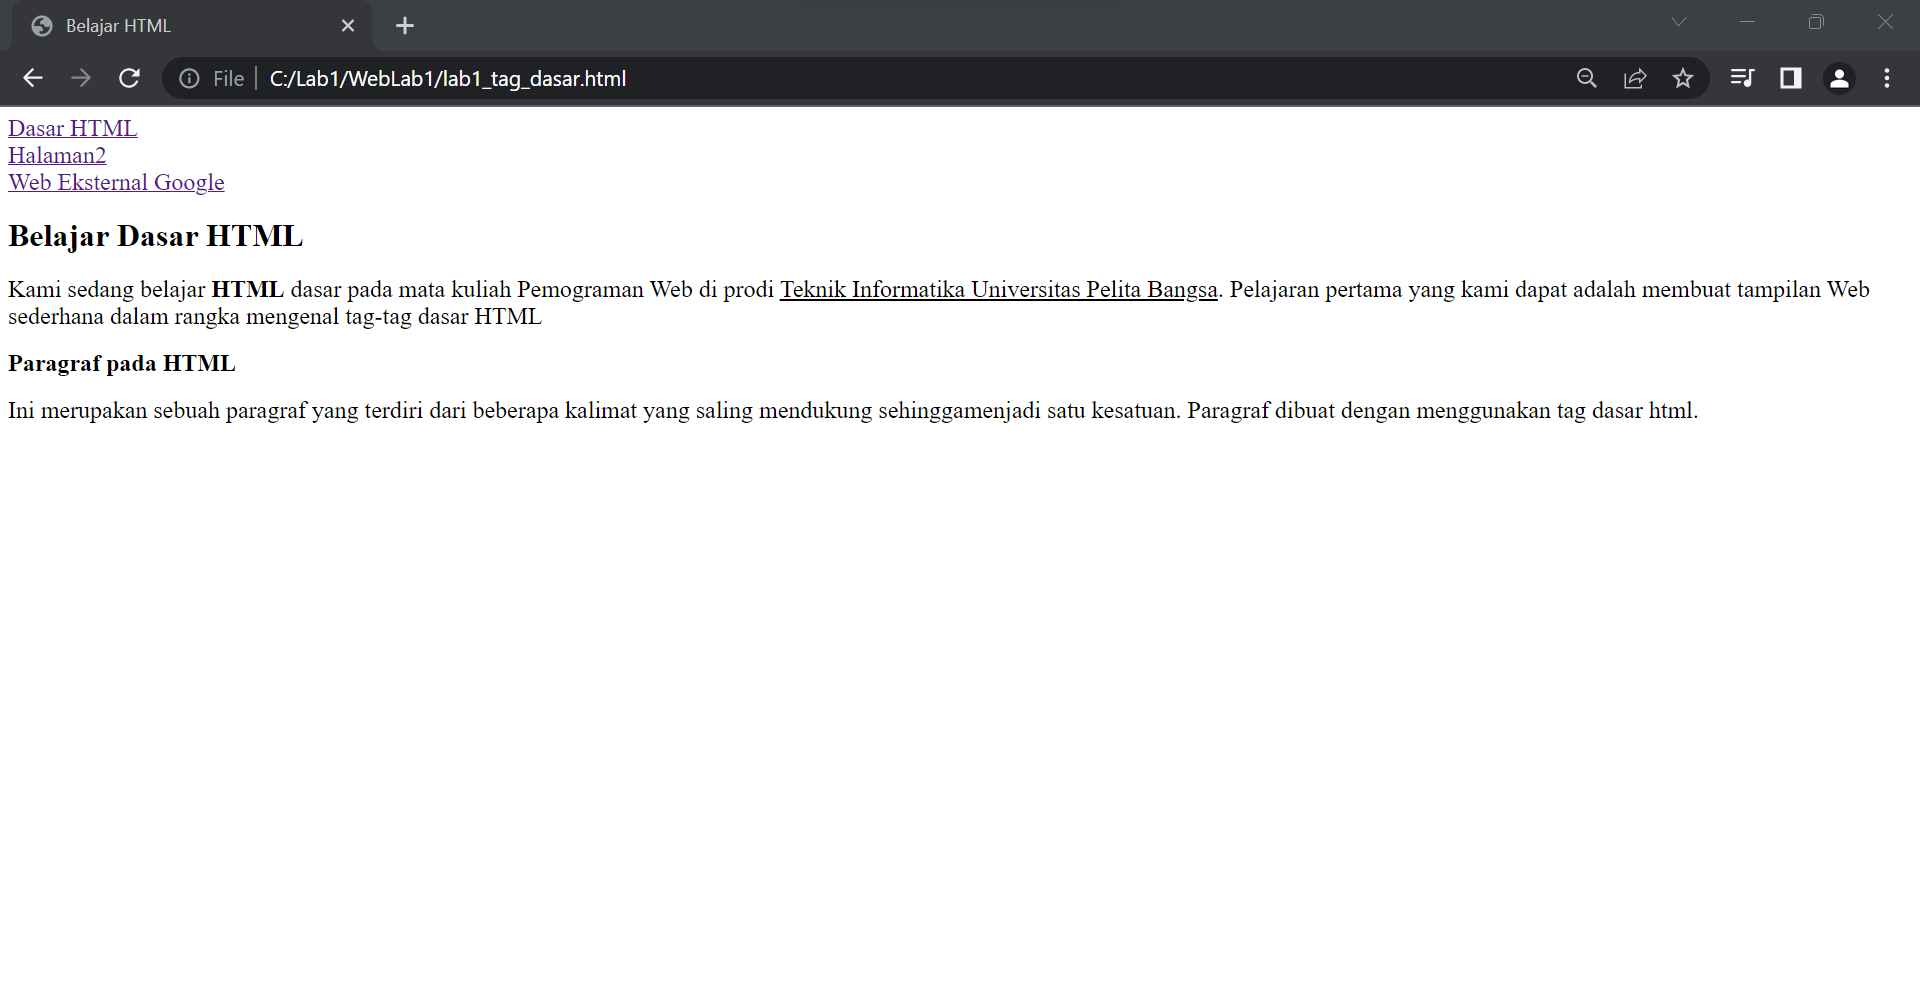 Belajar HTML
File
C:/Lab1/WebLab1/lab1_tag_dasar.html
Dasar HTML
Halaman2
Web Eksternal Google
Belajar Dasar HTML
Kami sedang belajar HTML dasar pada mata kuliah Pemograman Web di prodi Teknik Informatika Universitas Pelita Bangsa. Pelajaran pertama yang kami dapat adalah membuat tampilan Web
sederhana dalam rangka mengenal tag-tag dasar HTML
Paragraf pada HTML
Ini merupakan sebuah paragraf yang terdiri dari beberapa kalimat yang saling mendukung sehinggamenjadi satu kesatuan. Paragraf dibuat dengan menggunakan tag dasar html.